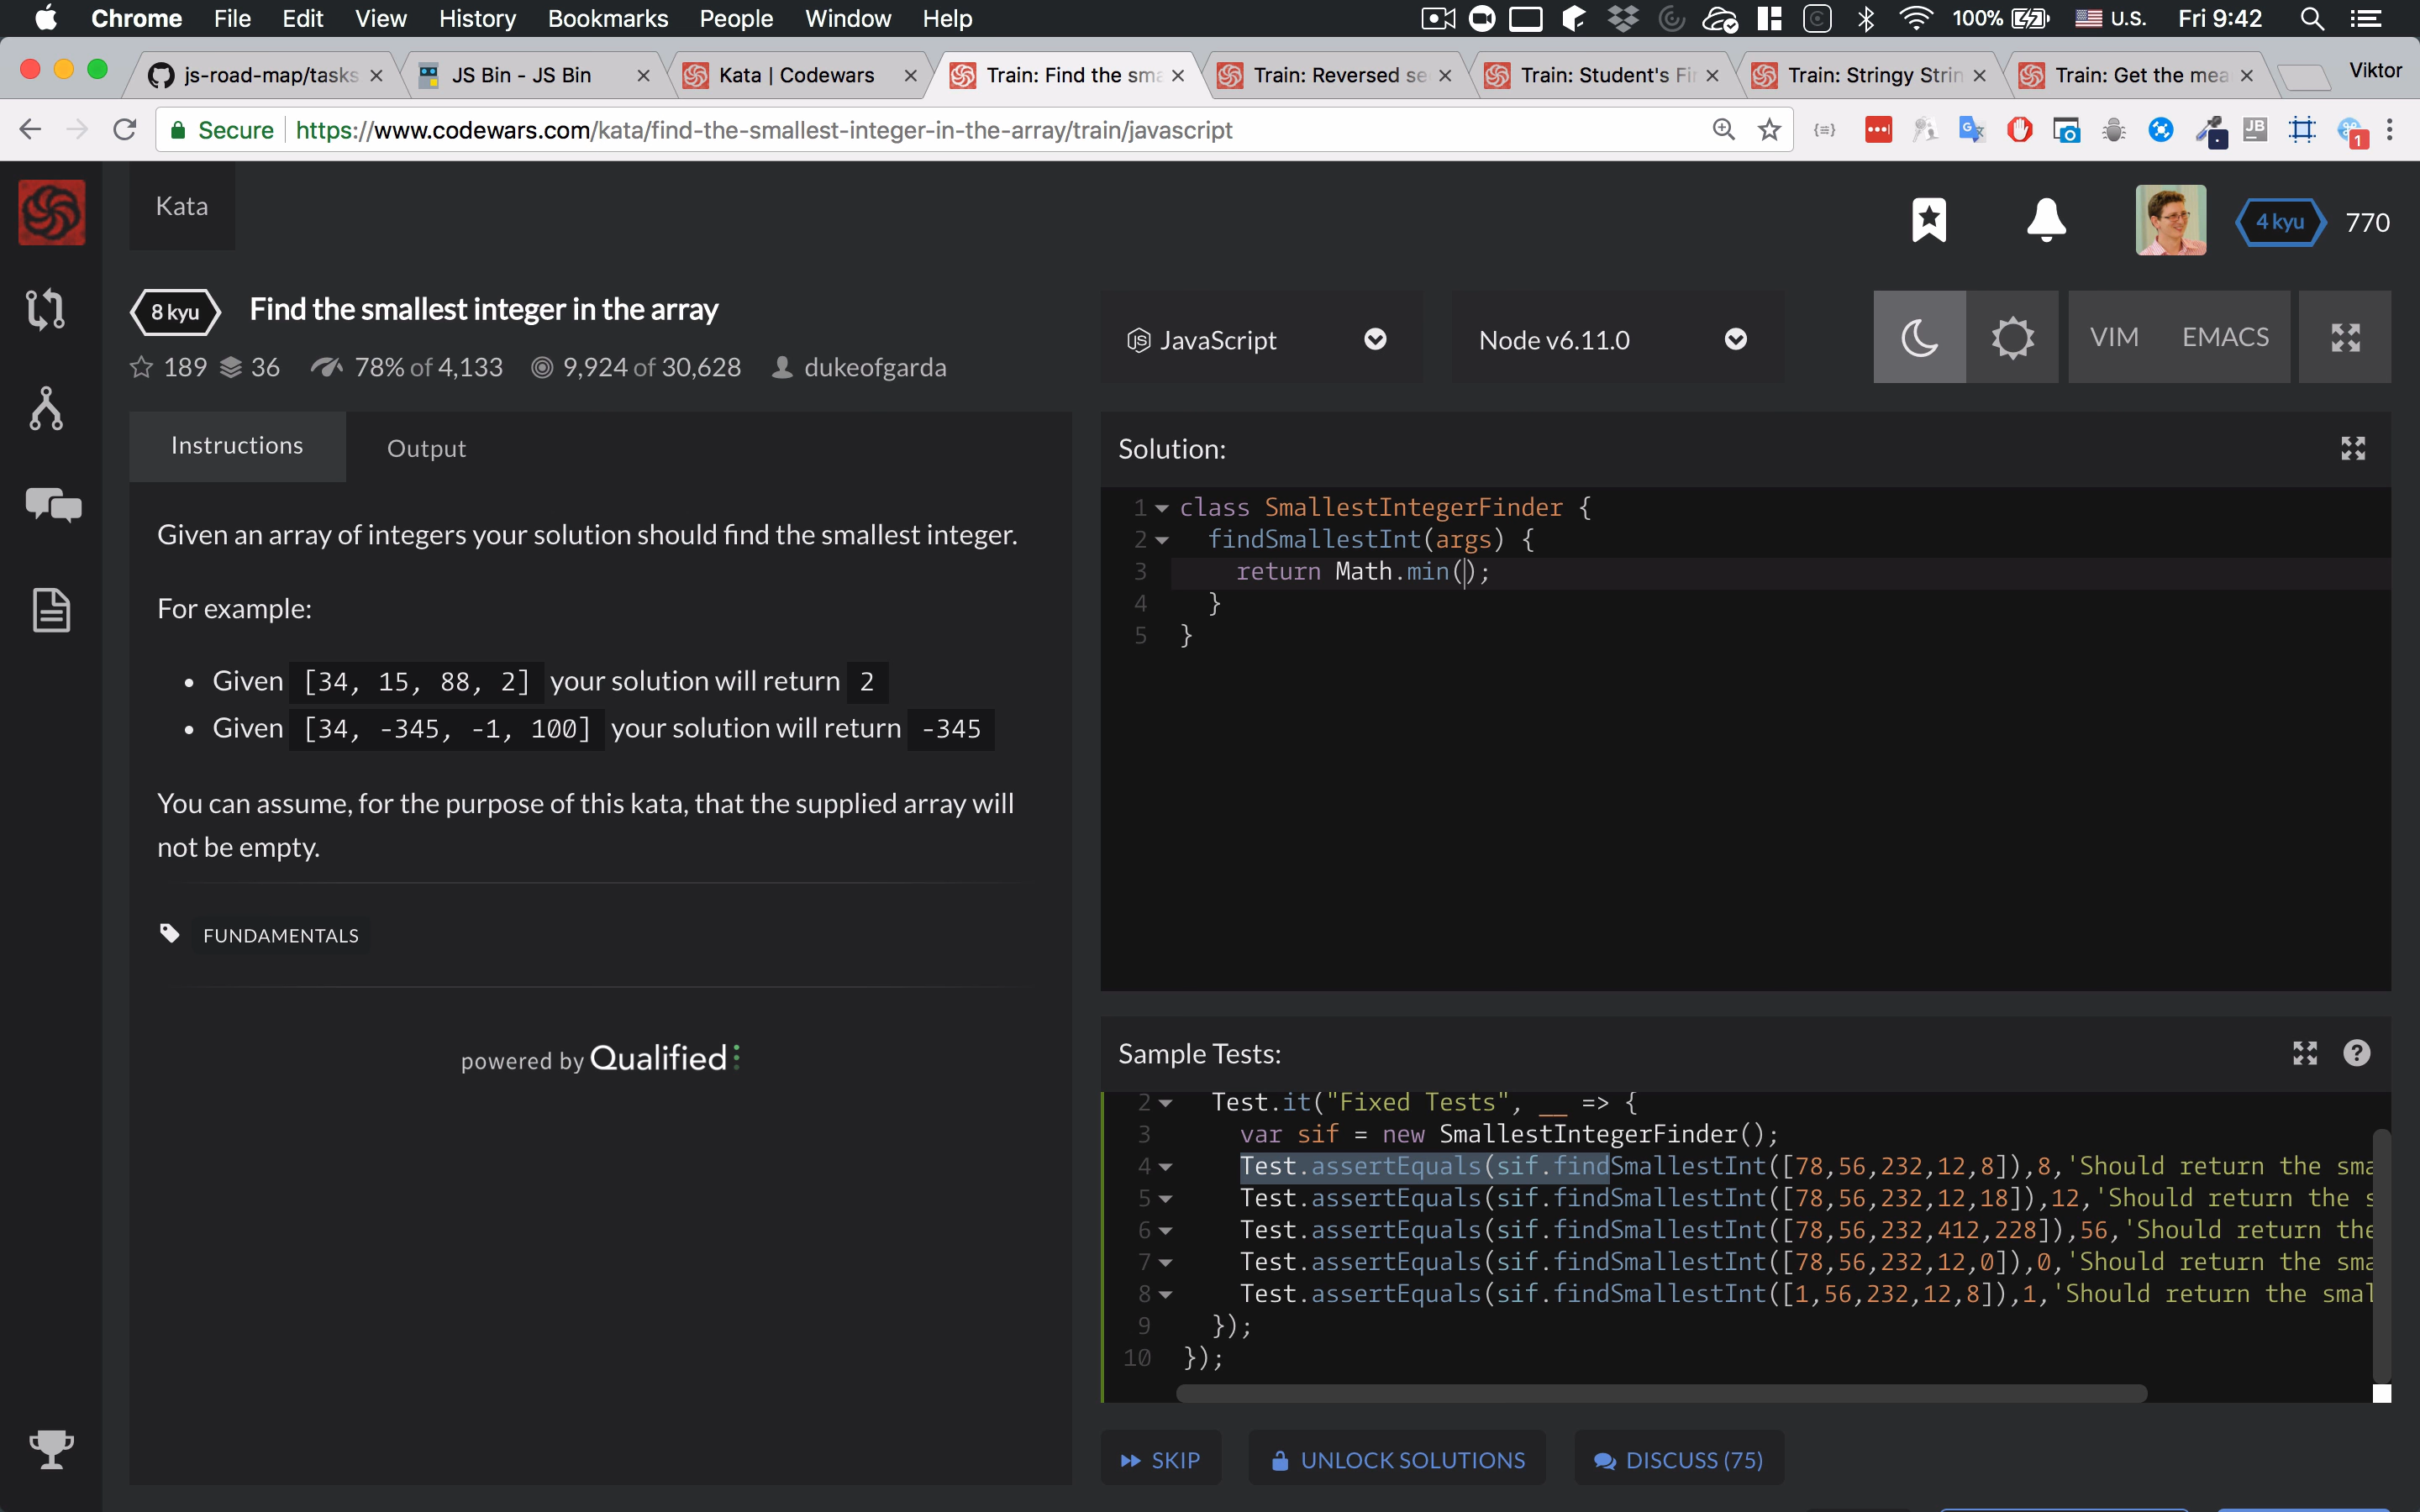 Chrome File Edit View History Bookmarks People Window Help 100% U.S. Fri 9:42
js-road-map/tasks JS Bin - JS Bin Kata | Codewars Train: Find the sma Train: Reversed se Train: Student's Fi Train: Stringy Strin Train: Get the mea Viktor
Secure https://www.codewars.com/kata/find-the-smallest-integer-in-the-array/train/javascript JB 1
Kata
4 kyu 770
8 kyu Find the smallest integer in the array
189 36 78% of 4,133 9,924 of 30,628 dukeofgarda
JavaScript Node v6.11.0 VIM EMACS
Instructions Output
Given an array of integers your solution should find the smallest integer.
For example:
• Given [34, 15, 88, 2] your solution will return 2
• Given [34, -345, -1, 100] your solution will return -345
You can assume, for the purpose of this kata, that the supplied array will
not be empty.
FUNDAMENTALS
powered by Qualified
Solution:
1 class SmallestIntegerFinder {
2 findSmallestInt(args) {
3 return Math.min();
4 }
5 }
Sample Tests:
2 Test.it("Fixed Tests", __ => {
3 var sif = new SmallestIntegerFinder();
4 Test.assertEquals(sif.findSmallestInt([78,56,232,12,8]),8,'Should return the sma
5 Test.assertEquals(sif.findSmallestInt([78,56,232,12,18]),12,'Should return the s
6 Test.assertEquals(sif.findSmallestInt([78,56,232,412,228]),56,'Should return the
7 Test.assertEquals(sif.findSmallestInt([78,56,232,12,0]),0,'Should return the sma
8 Test.assertEquals(sif.findSmallestInt([1,56,232,12,8]),1,'Should return the smal
9 });
10 });
SKIP UNLOCK SOLUTIONS DISCUSS (75)